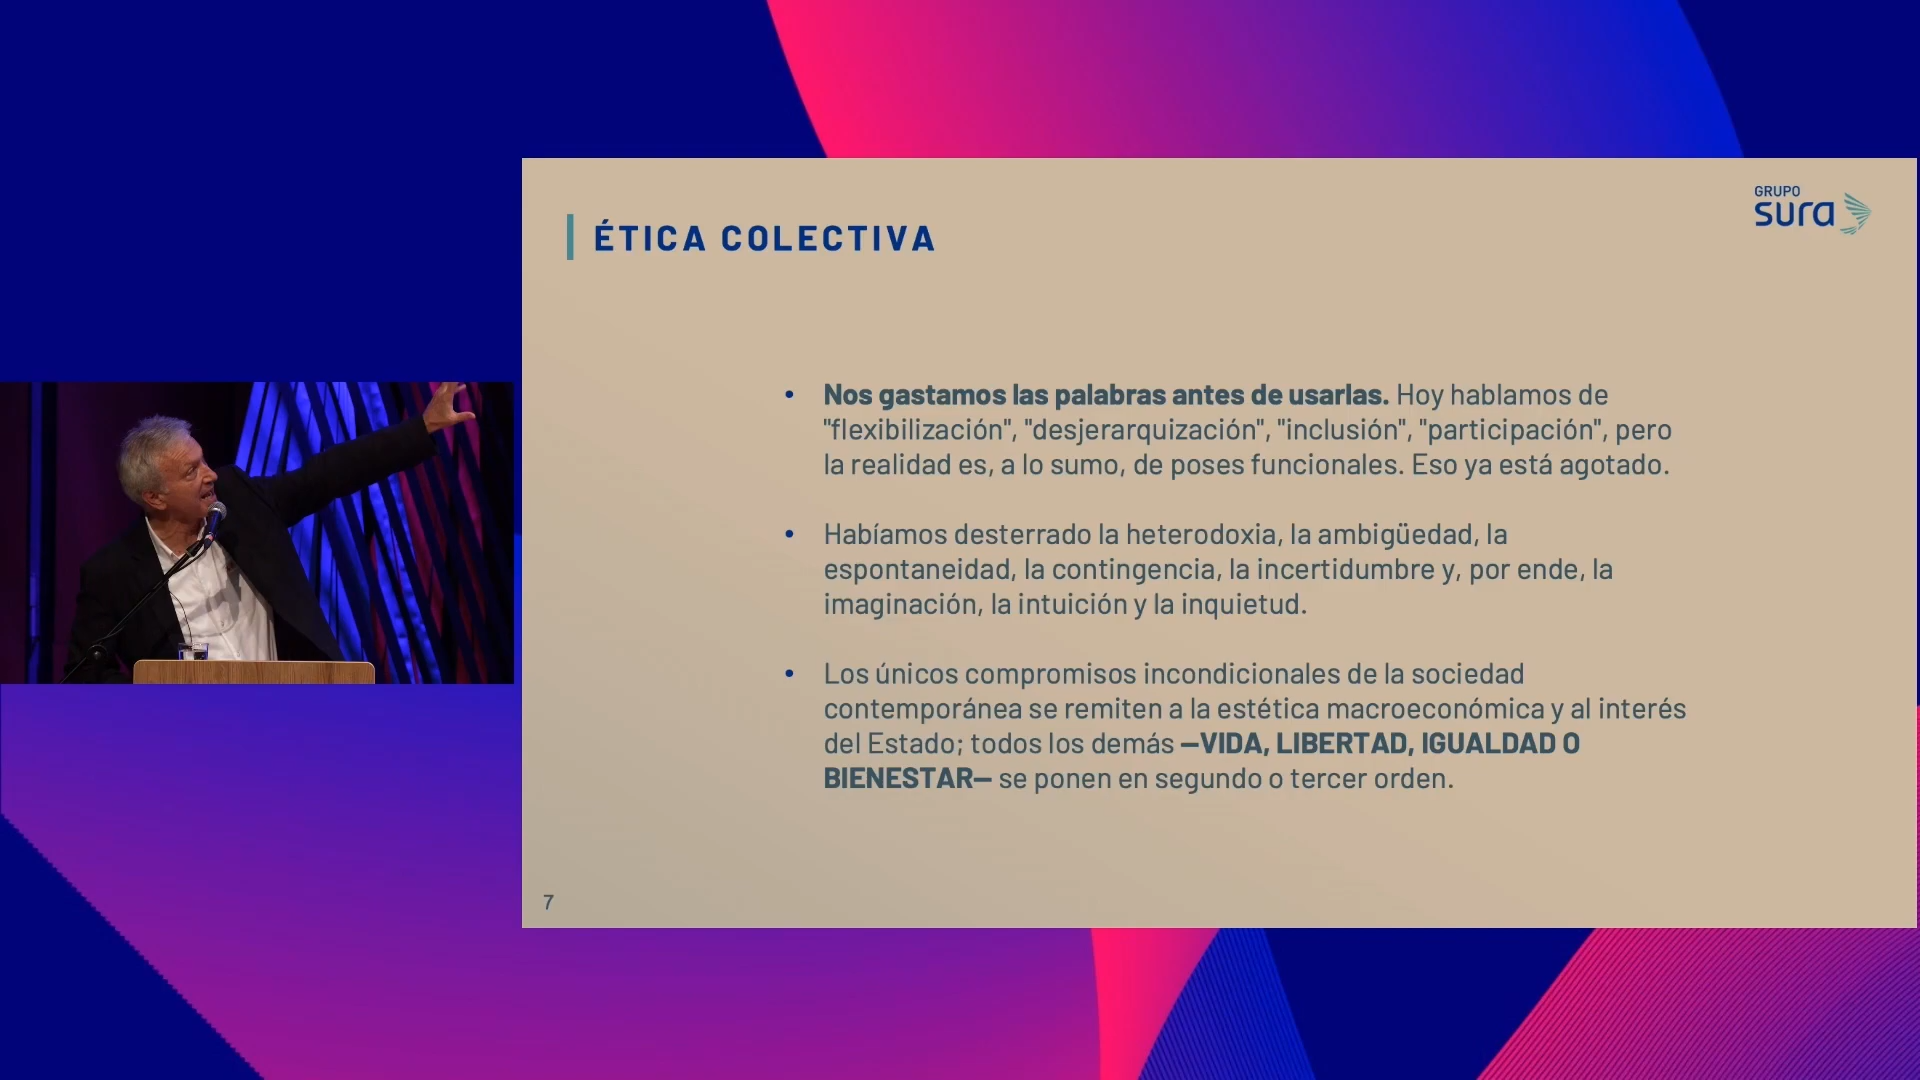 GRUPO
sura
ÉTICA COLECTIVA
• Nos gastamos las palabras antes de usarlas. Hoy hablamos de
"flexibilización", "desjerarquización", "inclusión", "participación", pero
la realidad es, a lo sumo, de poses funcionales. Eso ya está agotado.
• Habíamos desterrado la heterodoxia, la ambigüedad, la
espontaneidad, la contingencia, la incertidumbre y, por ende, la
imaginación, la intuición y la inquietud.
• Los únicos compromisos incondicionales de la sociedad
contemporánea se remiten a la estética macroeconómica y al interés
del Estado; todos los demás —VIDA, LIBERTAD, IGUALDAD O
BIENESTAR— se ponen en segundo o tercer orden.
7